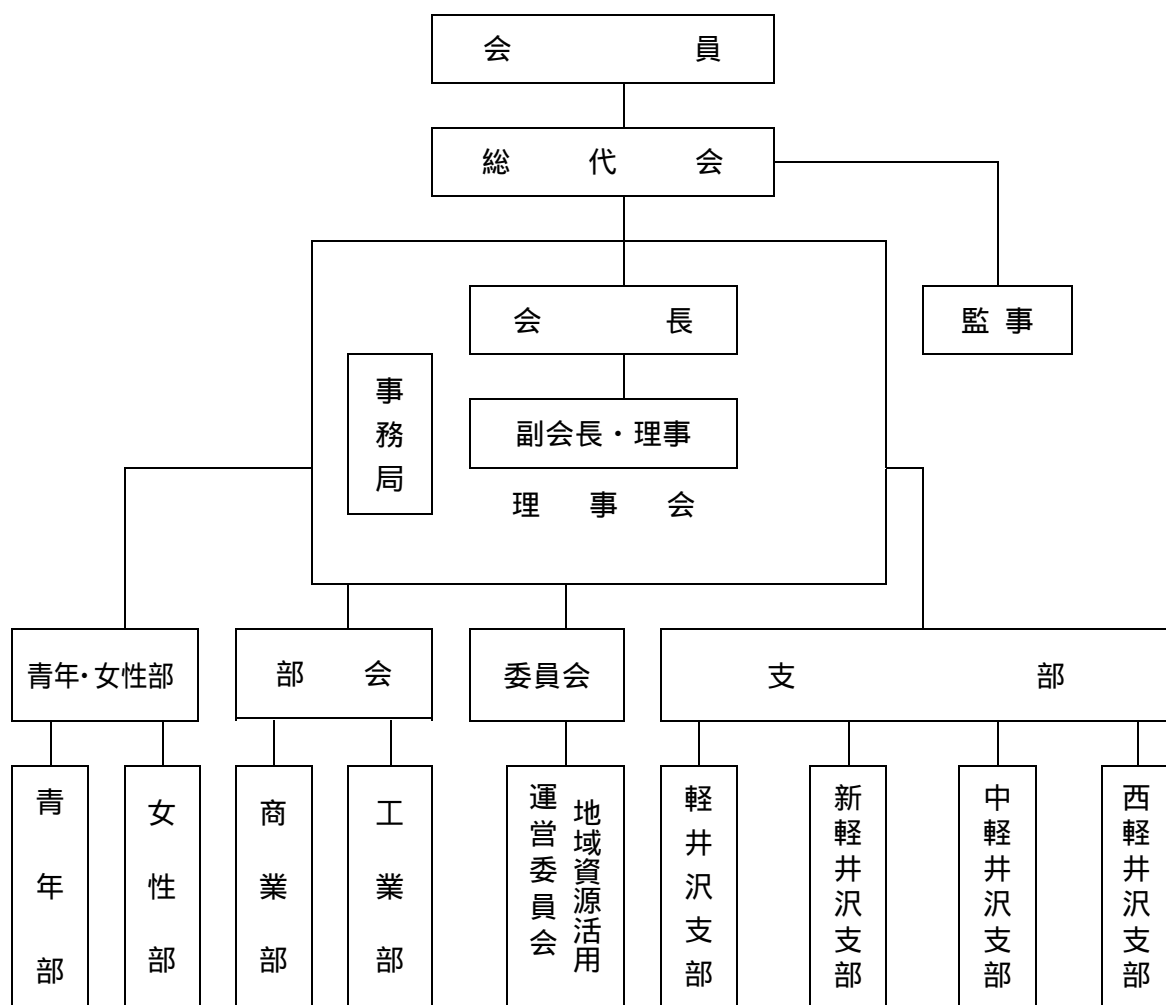 会員
総代会
会長
監事
事務局
副会長・理事
理事会
青年・女性部
部会
委員会
支部
青年部
女性部
商業部
工業部
地域資源活用
運営委員会
軽井沢支部
新軽井沢支部
中軽井沢支部
西軽井沢支部